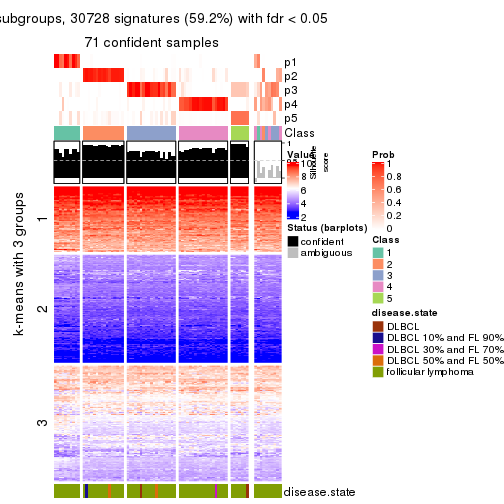 subgroups, 30728 signatures (59.2%) with fdr < 0.05
71 confident samples
p1
p2
p3
p4
p5
Class
1
Silhouette
score
Value
10
8
6
4
2
Status (barplots)
confident
ambiguous
Prob
1
0.8
0.6
0.4
0.2
0
Class
1
2
3
4
5
disease.state
DLBCL
DLBCL 10% and FL 90%
DLBCL 30% and FL 70%
DLBCL 50% and FL 50%
follicular lymphoma
k-means with 3 groups
1
2
3
disease.state